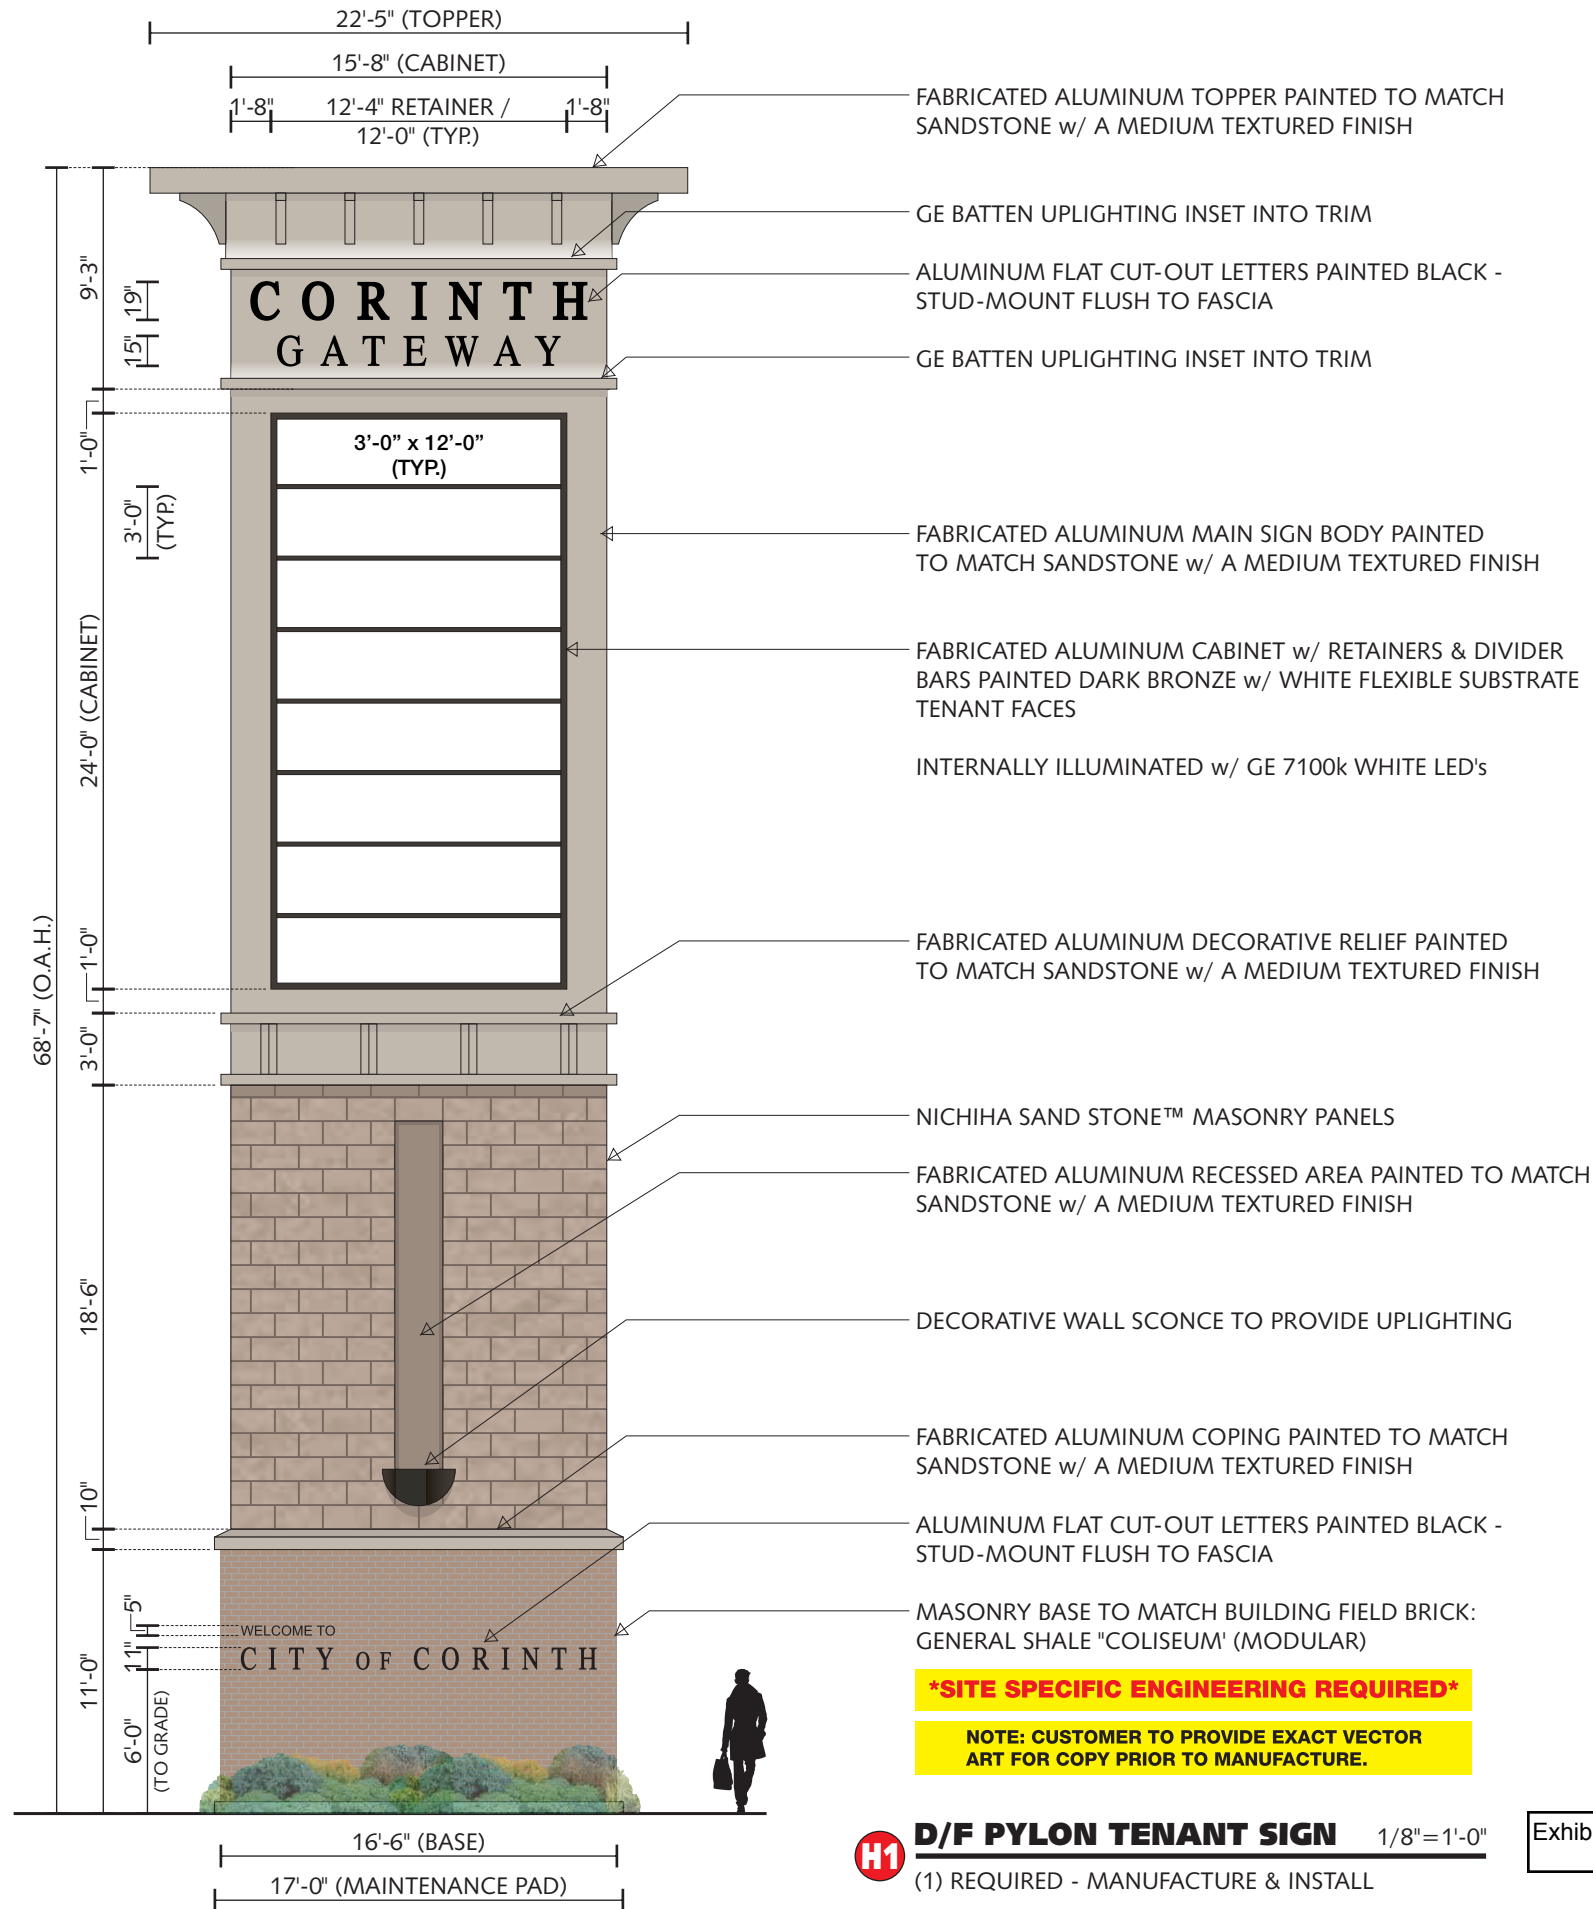 22'-5" (TOPPER)
15'-8" (CABINET)
1'-8"
12'-4" RETAINER /
12'-0" (TYP.)
1'-8"
FABRICATED ALUMINUM TOPPER PAINTED TO MATCH
SANDSTONE w/ A MEDIUM TEXTURED FINISH
GE BATTEN UPLIGHTING INSET INTO TRIM
ALUMINUM FLAT CUT-OUT LETTERS PAINTED BLACK -
STUD-MOUNT FLUSH TO FASCIA
GE BATTEN UPLIGHTING INSET INTO TRIM
9'-3"
19"
15"
CORINTH
GATEWAY
1'-0"
3'-0" x 12'-0"
(TYP.)
3'-0"
(TYP.)
FABRICATED ALUMINUM MAIN SIGN BODY PAINTED
TO MATCH SANDSTONE w/ A MEDIUM TEXTURED FINISH
24'-0" (CABINET)
FABRICATED ALUMINUM CABINET w/ RETAINERS & DIVIDER
BARS PAINTED DARK BRONZE w/ WHITE FLEXIBLE SUBSTRATE
TENANT FACES
INTERNALLY ILLUMINATED w/ GE 7100k WHITE LED's
1'-0"
68'-7" (O.A.H.)
3'-0"
FABRICATED ALUMINUM DECORATIVE RELIEF PAINTED
TO MATCH SANDSTONE w/ A MEDIUM TEXTURED FINISH
NICHIHA SAND STONE™ MASONRY PANELS
FABRICATED ALUMINUM RECESSED AREA PAINTED TO MATCH
SANDSTONE w/ A MEDIUM TEXTURED FINISH
18'-6"
DECORATIVE WALL SCONCE TO PROVIDE UPLIGHTING
FABRICATED ALUMINUM COPING PAINTED TO MATCH
SANDSTONE w/ A MEDIUM TEXTURED FINISH
10"
ALUMINUM FLAT CUT-OUT LETTERS PAINTED BLACK -
STUD-MOUNT FLUSH TO FASCIA
5"
11"
11'-0"
6'-0"
(TO GRADE)
WELCOME TO
CITY OF CORINTH
MASONRY BASE TO MATCH BUILDING FIELD BRICK:
GENERAL SHALE "COLISEUM' (MODULAR)
*SITE SPECIFIC ENGINEERING REQUIRED*
NOTE: CUSTOMER TO PROVIDE EXACT VECTOR
ART FOR COPY PRIOR TO MANUFACTURE.
16'-6" (BASE)
17'-0" (MAINTENANCE PAD)
H1
D/F PYLON TENANT SIGN 1/8"=1'-0"
(1) REQUIRED - MANUFACTURE & INSTALL
Exhib